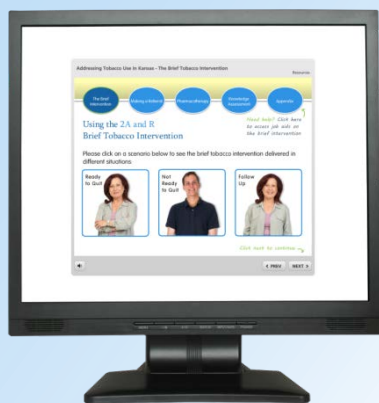 Addressing Tobacco Use in Kansas - The Brief Tobacco Intervention
Resources
The Brief
Intervention
Making a Referral
Pharmacotherapy
Knowledge
Assessment
Appendix
Need help? Click here
to access job aids on
the brief intervention
Using the 2A and R
Brief Tobacco Intervention
Please click on a scenario below to see the brief tobacco intervention delivered in
different situations:
Ready
to Quit
Not
Ready
to Quit
Follow
Up
Click next to continue
PREV
NEXT